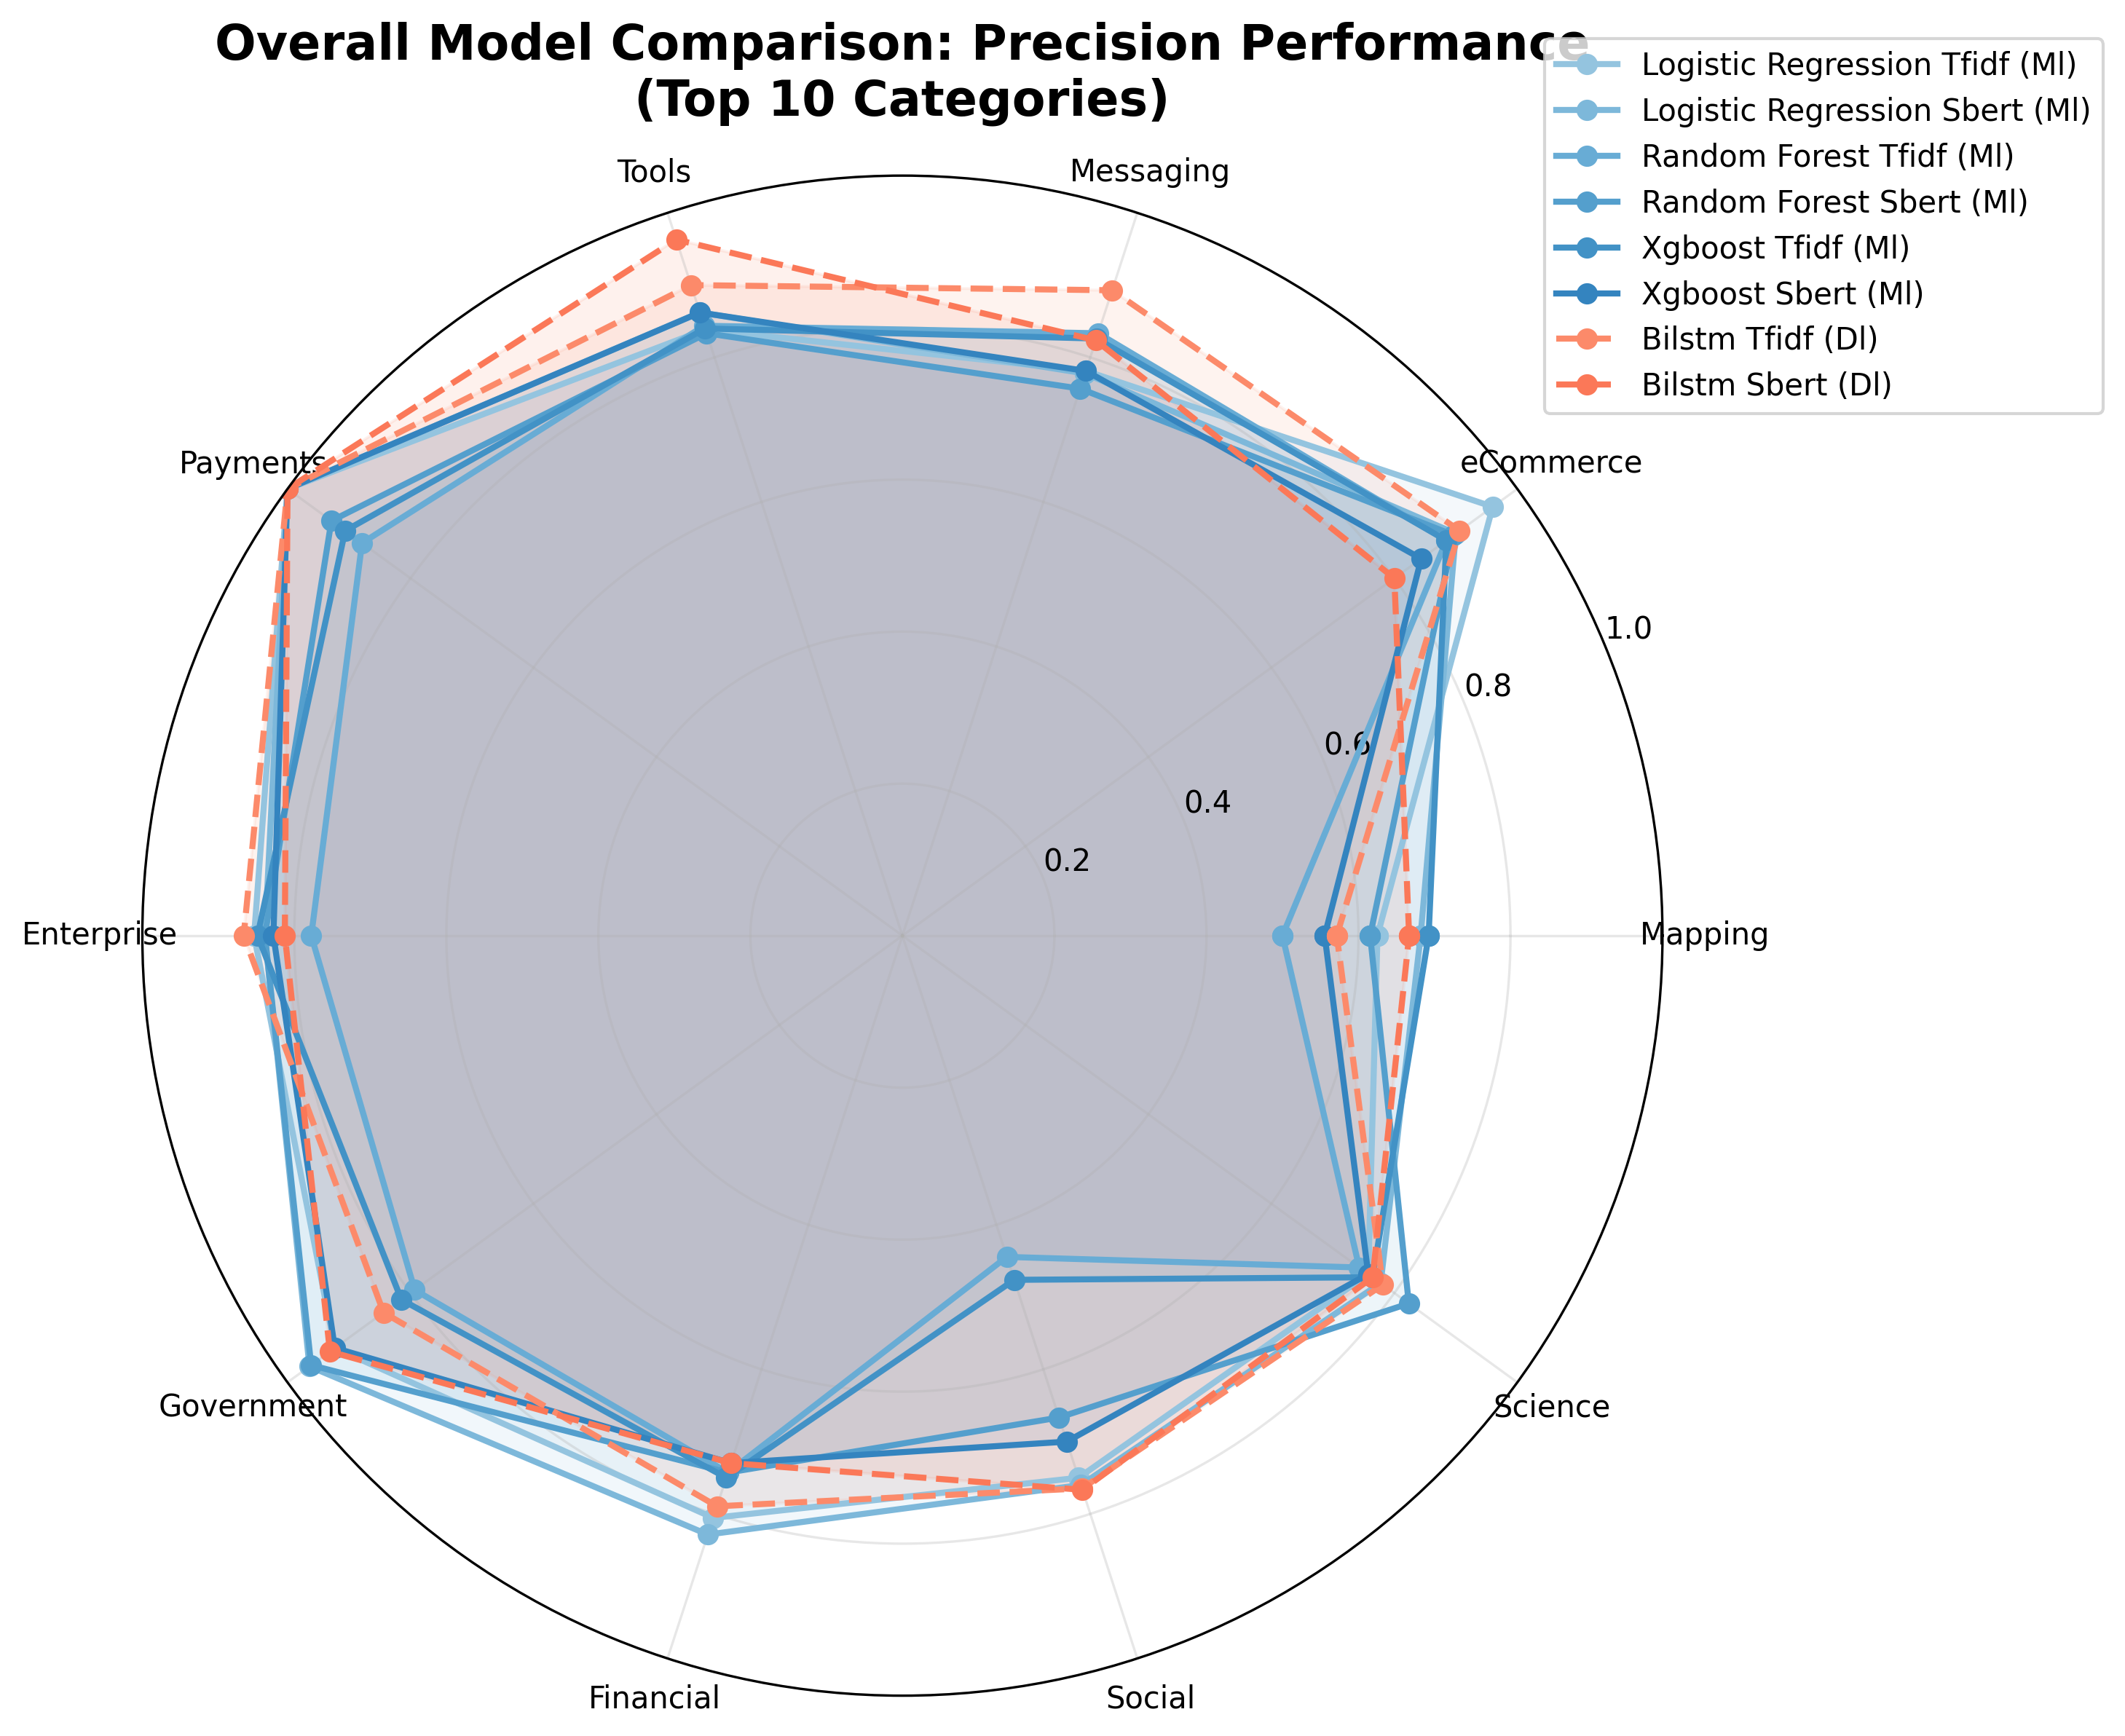 Overall Model Comparison: Precision Performance
(Top 10 Categories)
Logistic Regression Tfidf (Ml)
Logistic Regression Sbert (Ml)
Random Forest Tfidf (Ml)
Random Forest Sbert (Ml)
Xgboost Tfidf (Ml)
Xgboost Sbert (Ml)
Bilstm Tfidf (Dl)
Bilstm Sbert (Dl)
Tools
Messaging
Payments
eCommerce
1.0
0.8
0.6
0.4
0.2
Enterprise
Mapping
Government
Science
Financial
Social